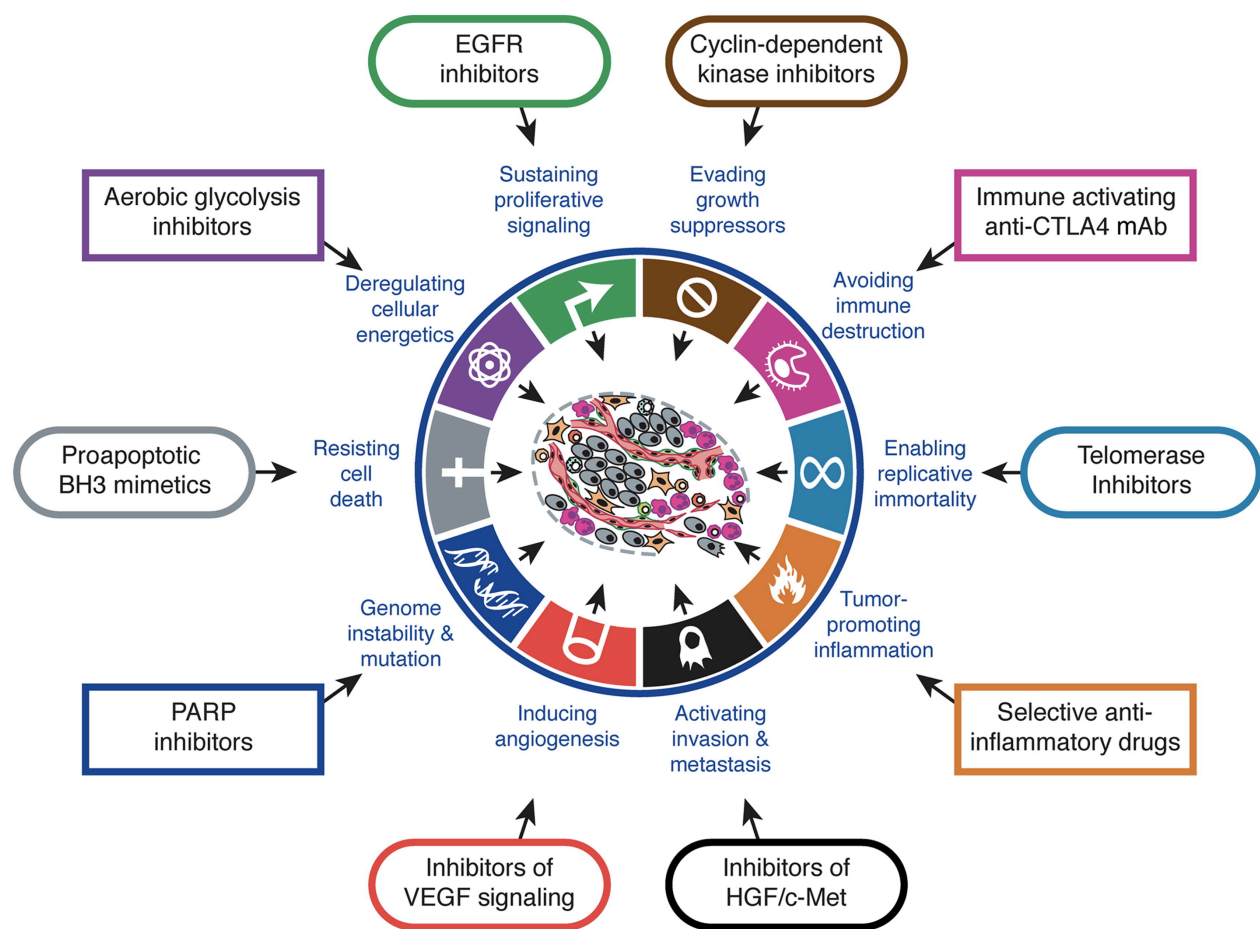 EGFR
inhibitors
Cyclin-dependent
kinase inhibitors
Aerobic glycolysis
inhibitors
Sustaining
proliferative
signaling
Evading
growth
suppressors
Immune activating
anti-CTLA4 mAb
Deregulating
cellular
energetics
Avoiding
immune
destruction
Proapoptotic
BH3 mimetics
Resisting
cell
death
Enabling
replicative
immortality
Telomerase
Inhibitors
Genome
instability &
mutation
Tumor-
promoting
inflammation
PARP
inhibitors
Inducing
angiogenesis
Activating
invasion &
metastasis
Selective anti-
inflammatory drugs
Inhibitors of
VEGF signaling
Inhibitors of
HGF/c-Met